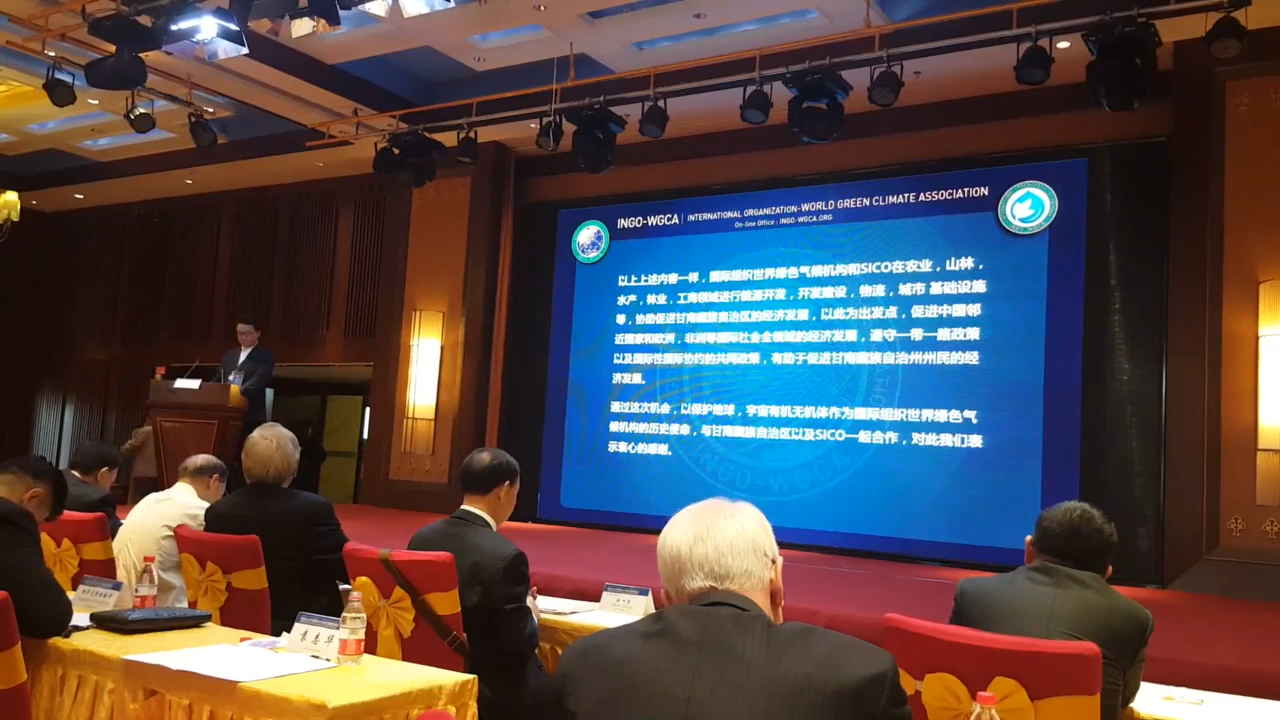 INGO-WGCA | INTERNATIONAL ORGANIZATION-WORLD GREEN CLIMATE ASSOCIATION
On-line Office : INGO-WGCA.ORG
以上上述内容一样，国际组织世界绿色气候机构和SICO在农业，山林，
水产，林业，工商领域进行能源开发，开发建设，物流，城市 基础设施
等，协助促进甘南藏族自治区的经济发展，以此为出发点，促进中国邻
近国家和欧洲，非洲等国际社会全领域的经济发展，遵守一带一路政策
以及国际性国际协约的共同政策，有助于促进甘南藏族自治州州民的经
济发展。
通过这次机会，以保护地球，宇宙有机无机体作为国际组织世界绿色气
候机构的历史使命，与甘南藏族自治区以及SICO一起合作，对此我们表
示衷心的感谢。
INGO-WGCA
袁志华